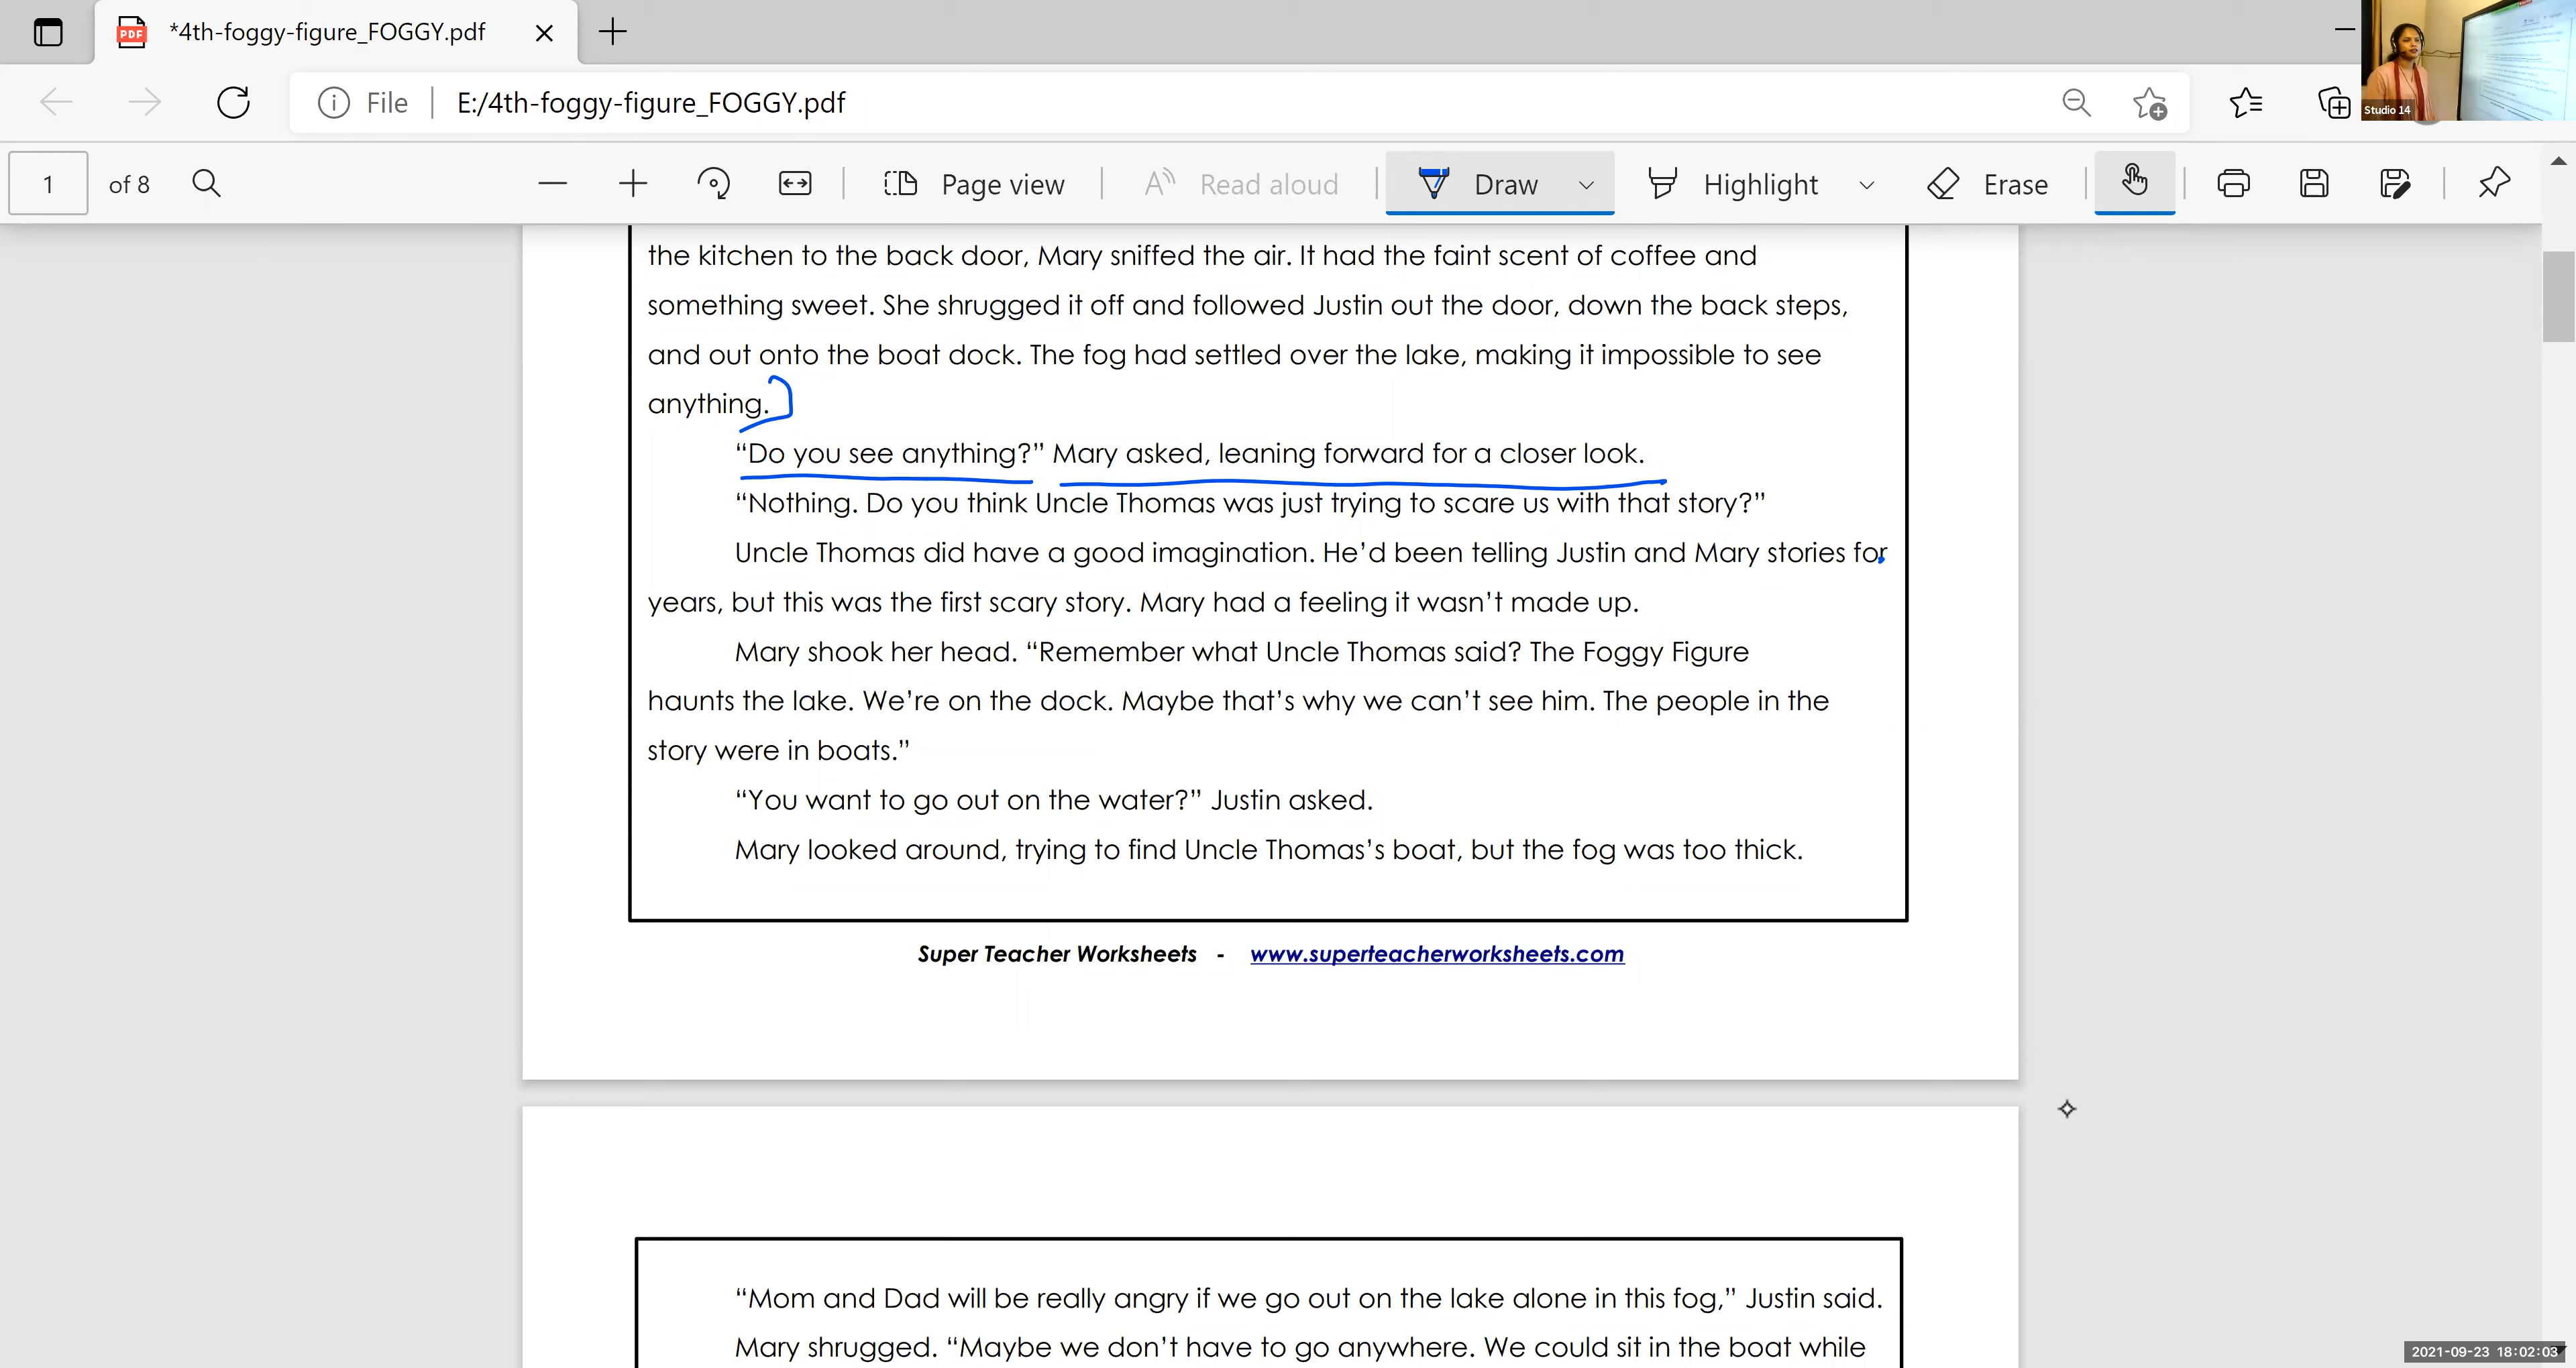 *4th-foggy-figure_FOGGY.pdf
File E:/4th-foggy-figure_FOGGY.pdf
Studio 14
1 of 8 Page view Read aloud Draw Highlight Erase
the kitchen to the back door, Mary sniffed the air. It had the faint scent of coffee and
something sweet. She shrugged it off and followed Justin out the door, down the back steps,
and out onto the boat dock. The fog had settled over the lake, making it impossible to see
anything.
“Do you see anything?” Mary asked, leaning forward for a closer look.
“Nothing. Do you think Uncle Thomas was just trying to scare us with that story?”
Uncle Thomas did have a good imagination. He’d been telling Justin and Mary stories for
years, but this was the first scary story. Mary had a feeling it wasn’t made up.
Mary shook her head. “Remember what Uncle Thomas said? The Foggy Figure
haunts the lake. We’re on the dock. Maybe that’s why we can’t see him. The people in the
story were in boats.”
“You want to go out on the water?” Justin asked.
Mary looked around, trying to find Uncle Thomas’s boat, but the fog was too thick.
Super Teacher Worksheets - www.superteacherworksheets.com
“Mom and Dad will be really angry if we go out on the lake alone in this fog,” Justin said.
Mary shrugged. “Maybe we don’t have to go anywhere. We could sit in the boat while
2021-09-23 18:02:03